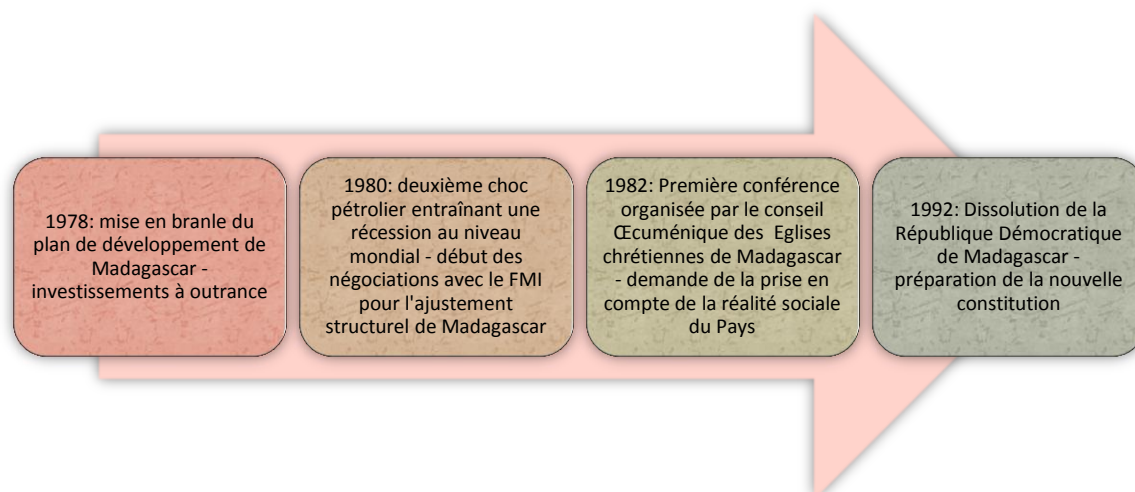 1978: mise en branle du
plan de développement de
Madagascar -
investissements à outrance
1980: deuxième choc
pétrolier entraînant une
récession au niveau
mondial - début des
négociations avec le FMI
pour l'ajustement
structurel de Madagascar
1982: Première conférence
organisée par le conseil
Œcuménique des Eglises
chrétiennes de Madagascar
- demande de la prise en
compte de la réalité sociale
du Pays
1992: Dissolution de la
République Démocratique
de Madagascar -
préparation de la nouvelle
constitution